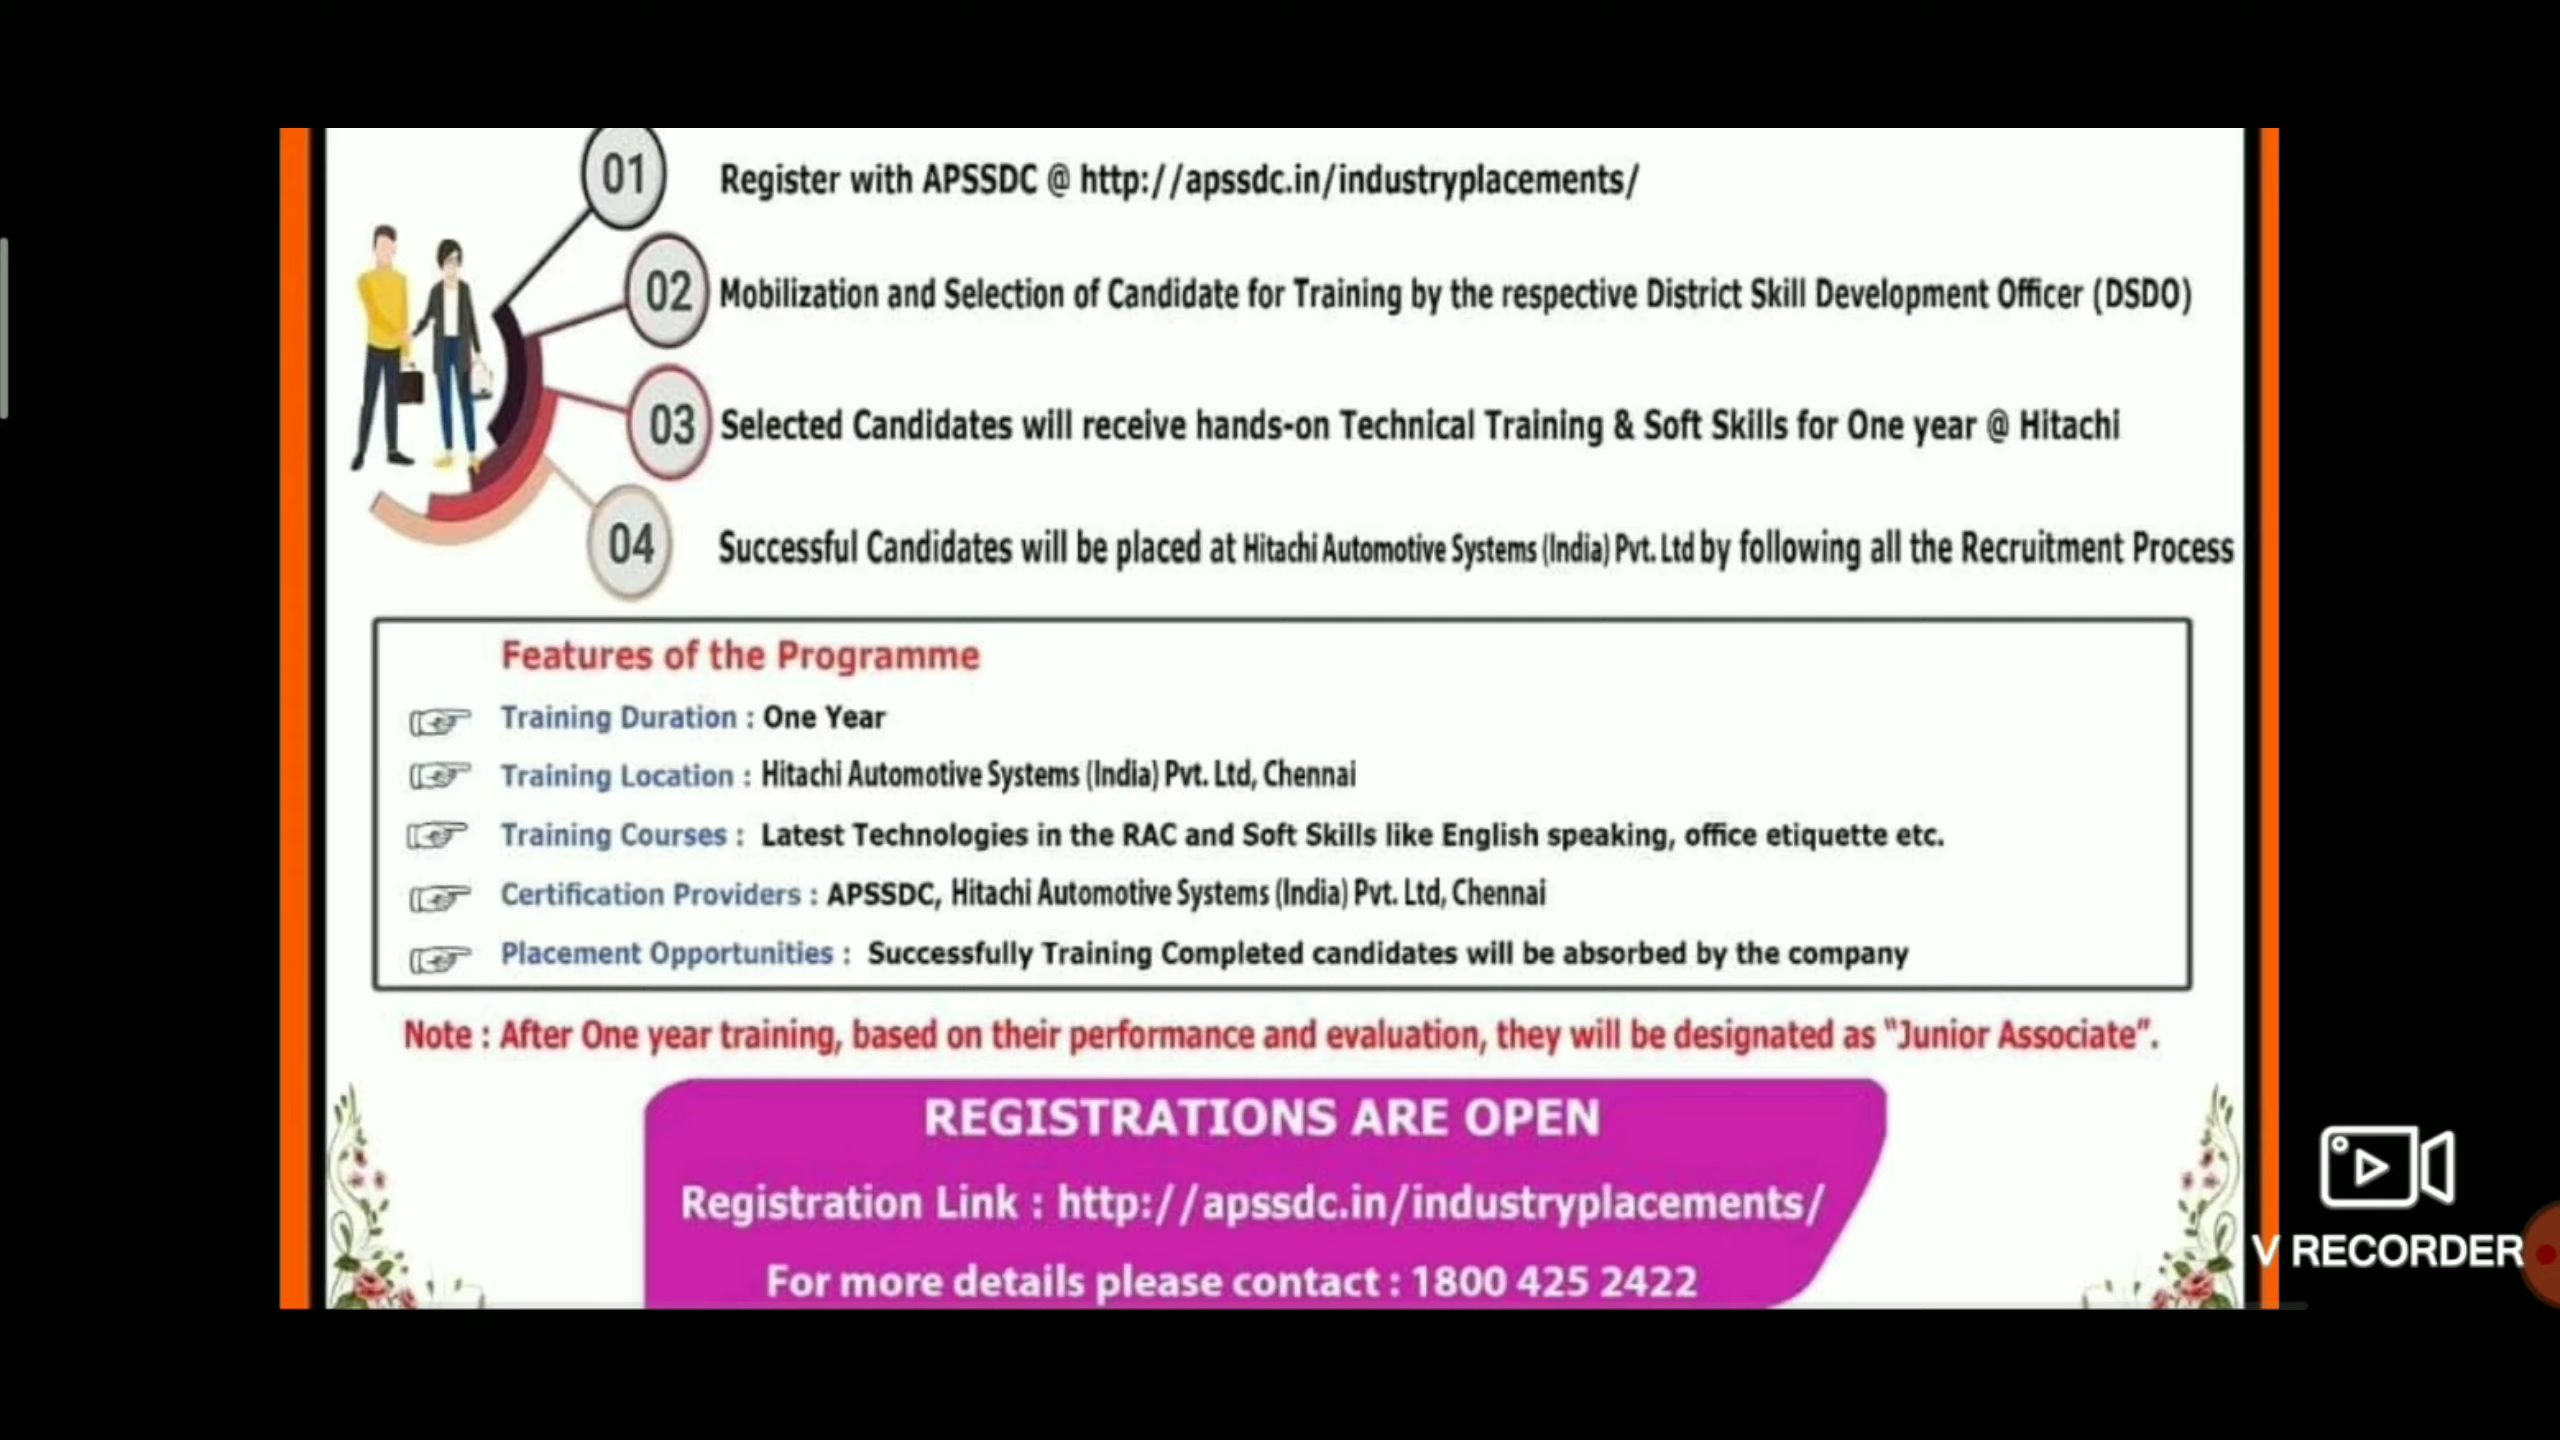 01 Register with APSSDC @ http://apssdc.in/industryplacements/
02 Mobilization and Selection of Candidate for Training by the respective District Skill Development Officer (DSDO)
03 Selected Candidates will receive hands-on Technical Training & Soft Skills for One year @ Hitachi
04 Successful Candidates will be placed at Hitachi Automotive Systems (India) Pvt. Ltd by following all the Recruitment Process
Features of the Programme
Training Duration : One Year
Training Location : Hitachi Automotive Systems (India) Pvt. Ltd, Chennai
Training Courses : Latest Technologies in the RAC and Soft Skills like English speaking, office etiquette etc.
Certification Providers : APSSDC, Hitachi Automotive Systems (India) Pvt. Ltd, Chennai
Placement Opportunities : Successfully Training Completed candidates will be absorbed by the company
Note : After One year training, based on their performance and evaluation, they will be designated as "Junior Associate".
REGISTRATIONS ARE OPEN
Registration Link : http://apssdc.in/industryplacements/
For more details please contact : 1800 425 2422
V RECORDER